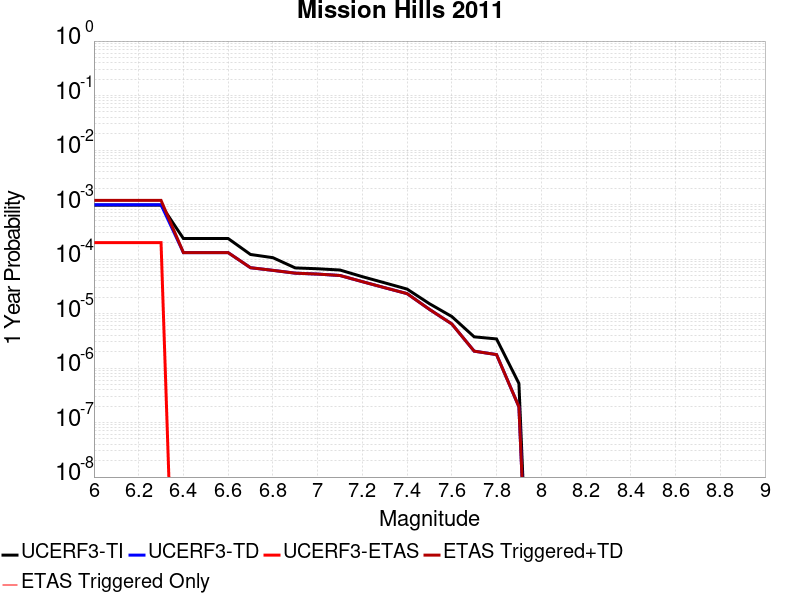 Mission Hills 2011
10^0
10^-1
10^-2
10^-3
10^-4
10^-5
10^-6
10^-7
10^-8
1 Year Probability
6 6.2 6.4 6.6 6.8 7 7.2 7.4 7.6 7.8 8 8.2 8.4 8.6 8.8 9
Magnitude
UCERF3-TI UCERF3-TD UCERF3-ETAS ETAS Triggered+TD
ETAS Triggered Only